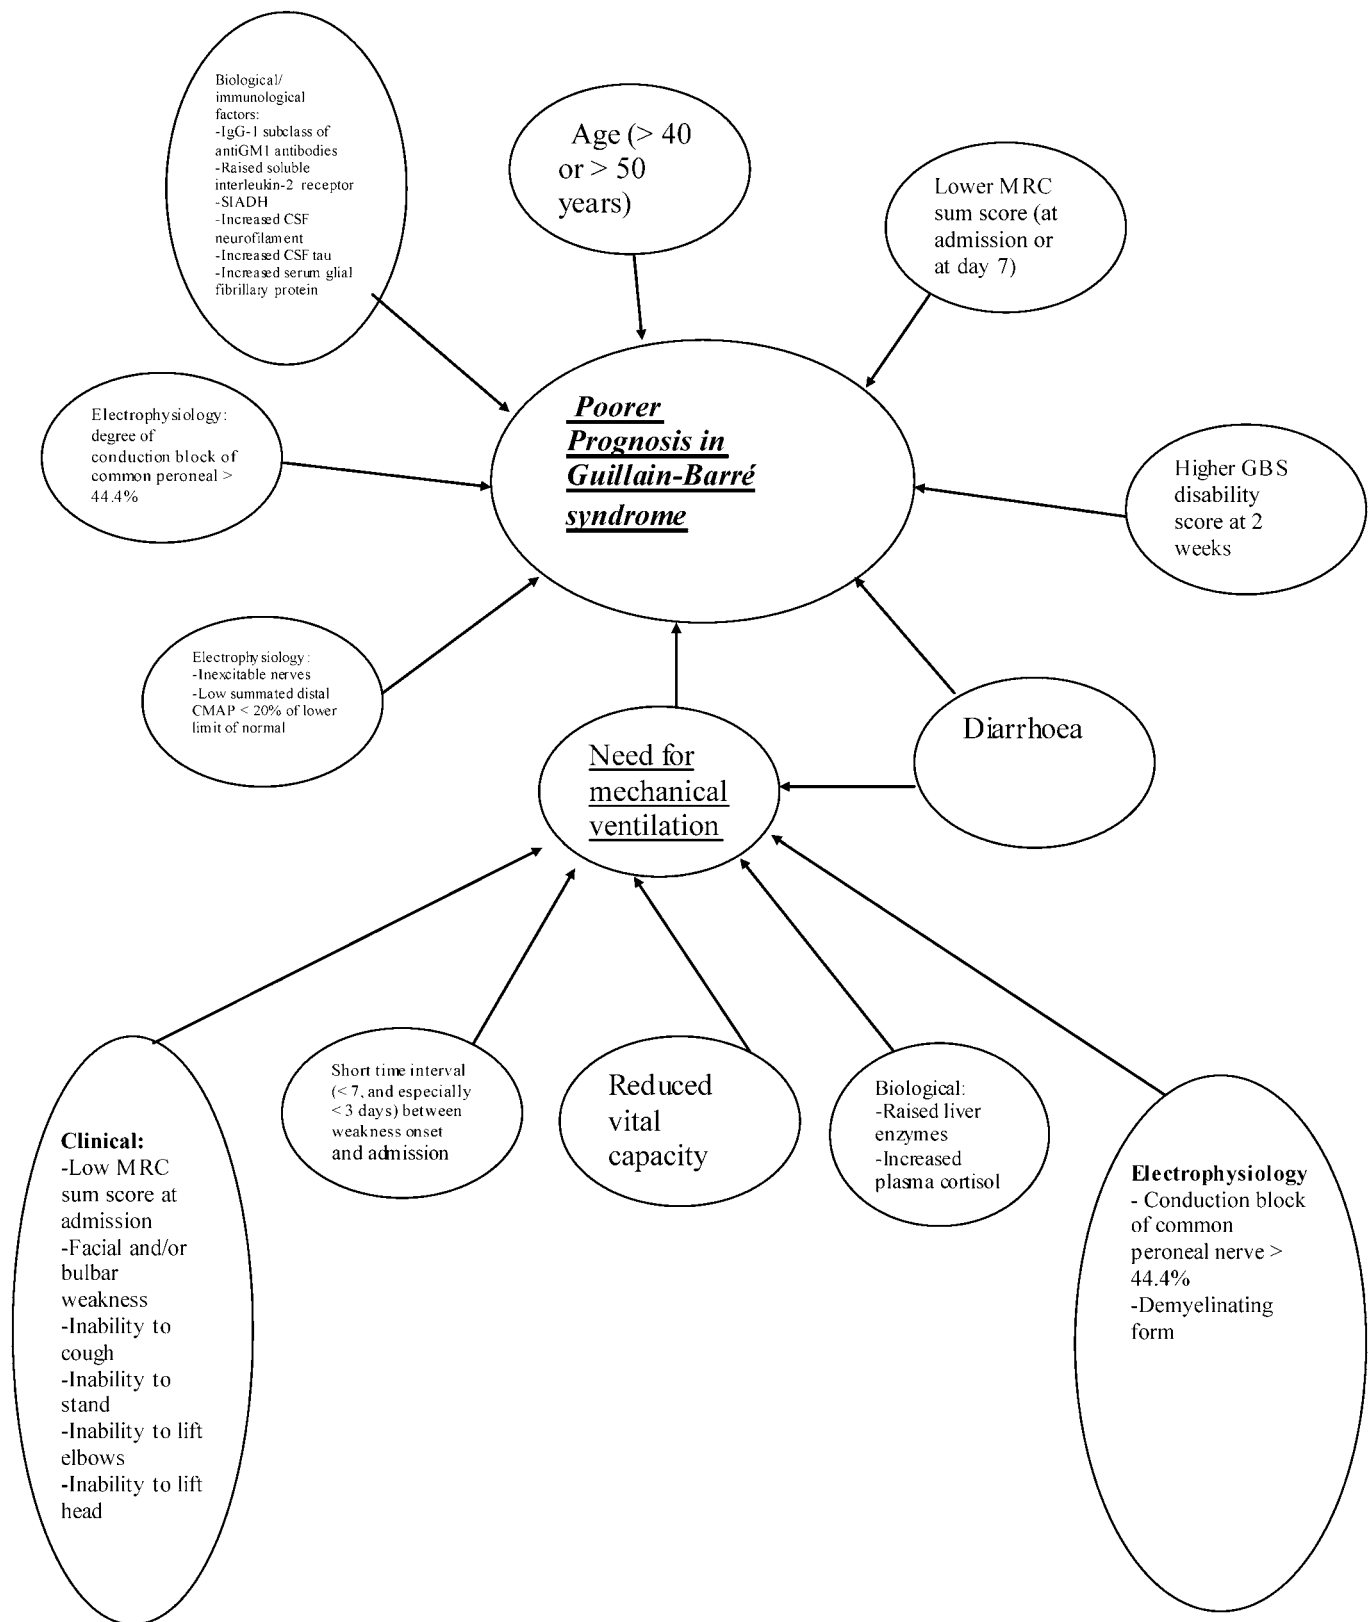 Biological/
immunological
factors:
-IgG-1 subclass of
antiGM1 antibodies
-Raised soluble
interleukin-2 receptor
-SIADH
-Increased CSF
neurofilament
-Increased CSF tau
-Increased serum glial
fibrillary protein
Age (> 40
or > 50
years)
Lower MRC
sum score (at
admission or
at day 7)
Electrophysiology:
degree of
conduction block of
common peroneal >
44.4%
Poorer
Prognosis in
Guillain-Barré
syndrome
Higher GBS
disability
score at 2
weeks
Electrophysiology:
-Inexcitable nerves
-Low summated distal
CMAP < 20% of lower
limit of normal
Need for
mechanical
ventilation
Diarrhoea
Clinical:
-Low MRC
sum score at
admission
-Facial and/or
bulbar
weakness
-Inability to
cough
-Inability to
stand
-Inability to lift
elbows
-Inability to lift
head
Short time interval
(< 7, and especially
< 3 days) between
weakness onset
and admission
Reduced
vital
capacity
Biological:
-Raised liver
enzymes
-Increased
plasma cortisol
Electrophysiology
- Conduction block
of common
peroneal nerve >
44.4%
-Demyelinating
form